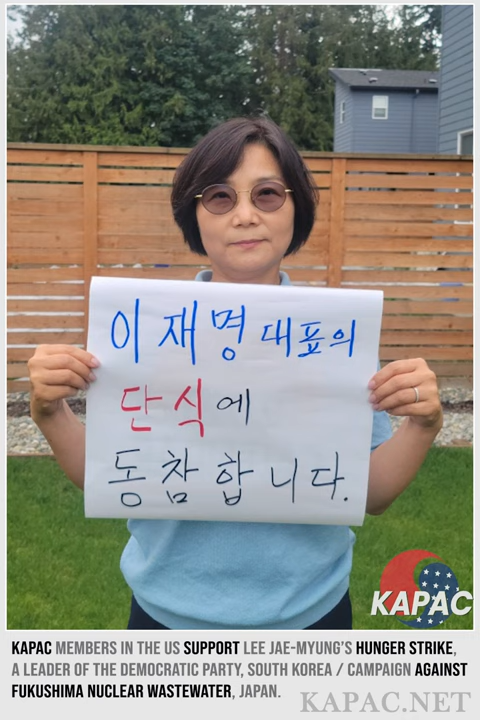 이재명 대표의
단식에
동참합니다.
KAPAC
KAPAC MEMBERS IN THE US SUPPORT LEE JAE-MYUNG'S HUNGER STRIKE,
A LEADER OF THE DEMOCRATIC PARTY, SOUTH KOREA / CAMPAIGN AGAINST
FUKUSHIMA NUCLEAR WASTEWATER, JAPAN.
KAPAC.NET